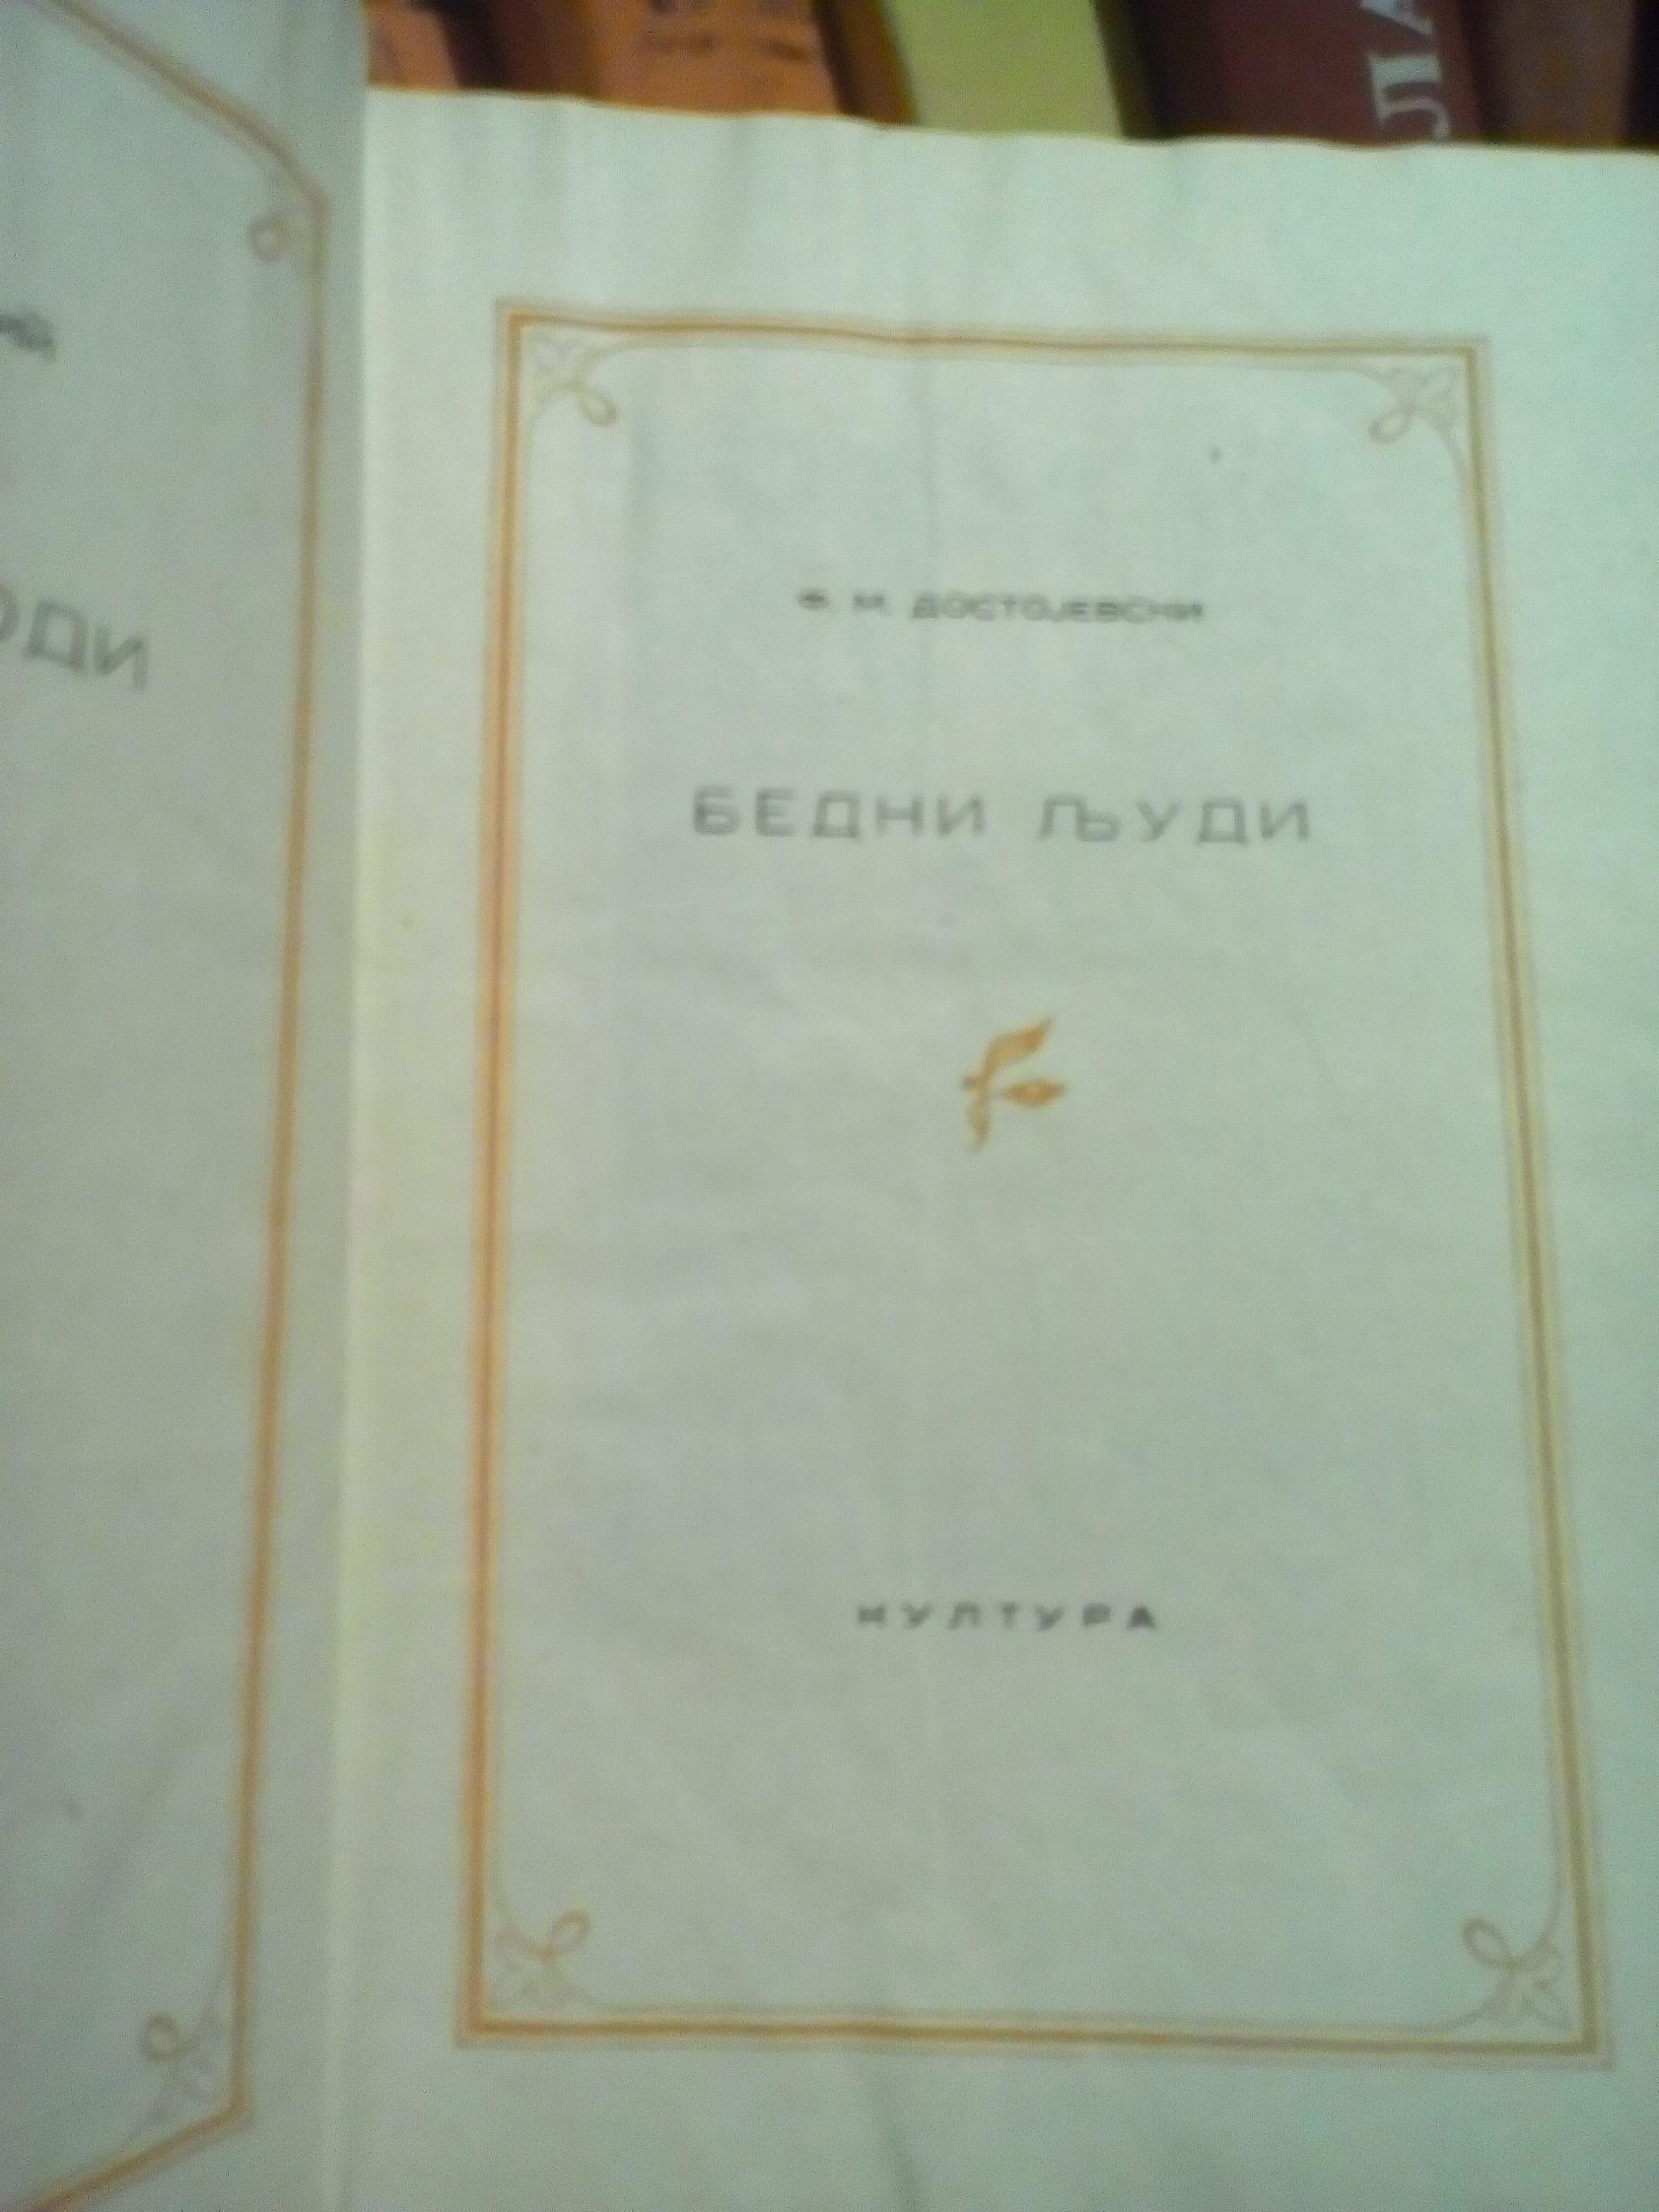 Ф. М. ДОСТОЈЕВСКИ
БЕДНИ ЉУДИ
КУЛТУРА